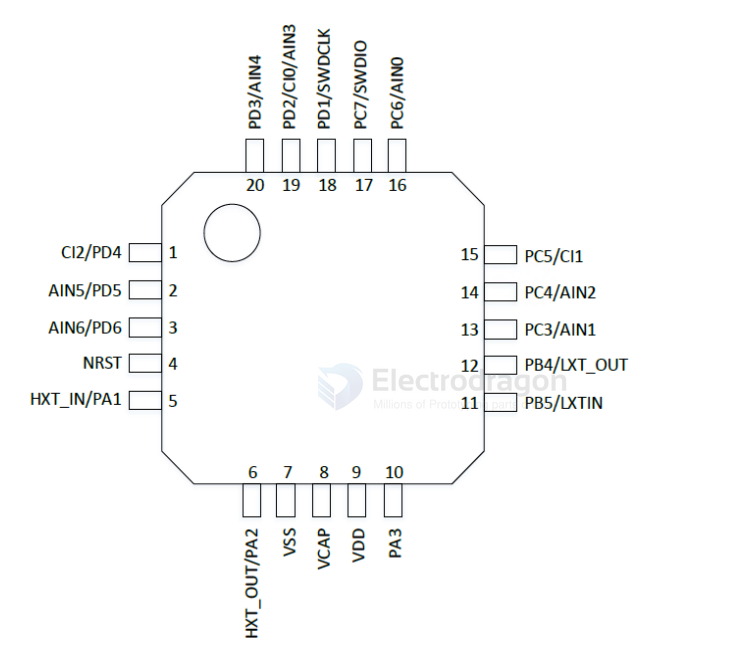 PD3/AIN4
PD2/CI0/AIN3
PD1/SWDCLK
PC7/SWDIO
PC6/AIN0
20 19 18 17 16
CI2/PD4 1
AIN5/PD5 2
AIN6/PD6 3
NRST 4
HXT_IN/PA1 5
15 PC5/CI1
14 PC4/AIN2
13 PC3/AIN1
12 PB4/LXT_OUT
11 PB5/LXTIN
Electrodragon
Millions of Prototype parts
6 7 8 9 10
HXT_OUT/PA2
VSS
VCAP
VDD
PA3